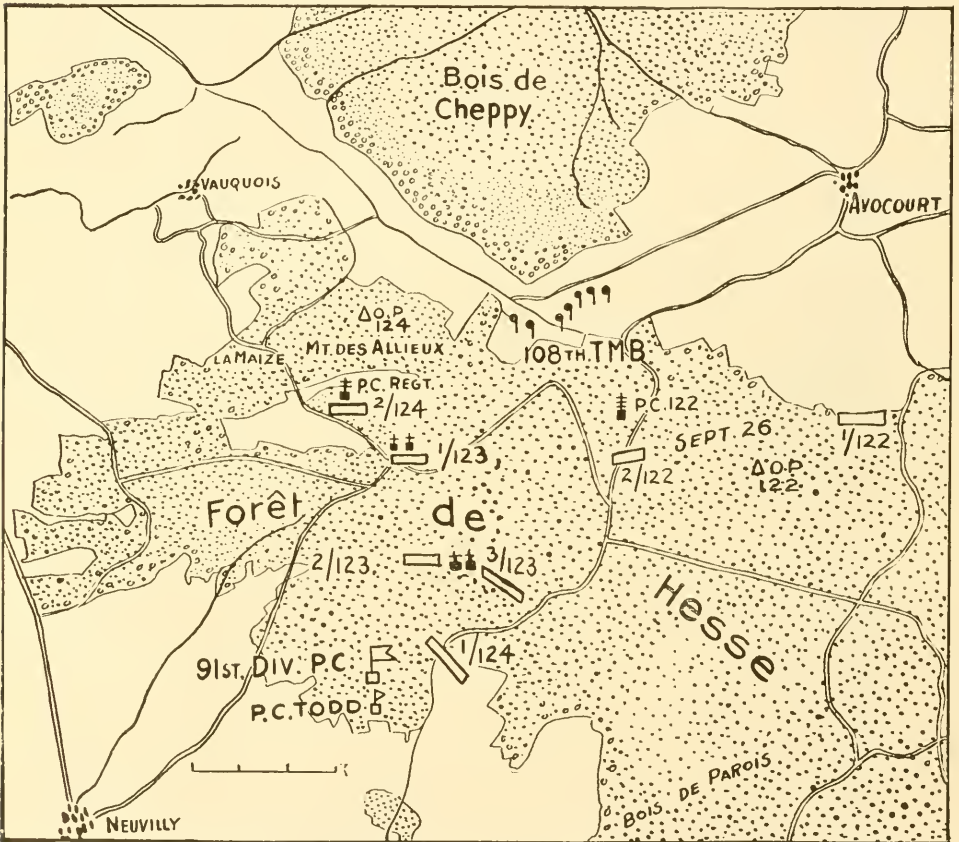 Bois de
Cheppy
VAUQUOIS
AVOCOURT
O.P.
124
MT. DES ALLIEUX
LA MAIZE
108TH TMB
P.C. REGT.
2/124
P.C. 122
SEPT 26
1/122
1/123
2/122
O.P.
122
Forêt
de
Hesse
2/123
3/123
1/124
91ST. DIV. P.C.
P.C. TODD
BOIS DE PAROIS
NEUVILLY